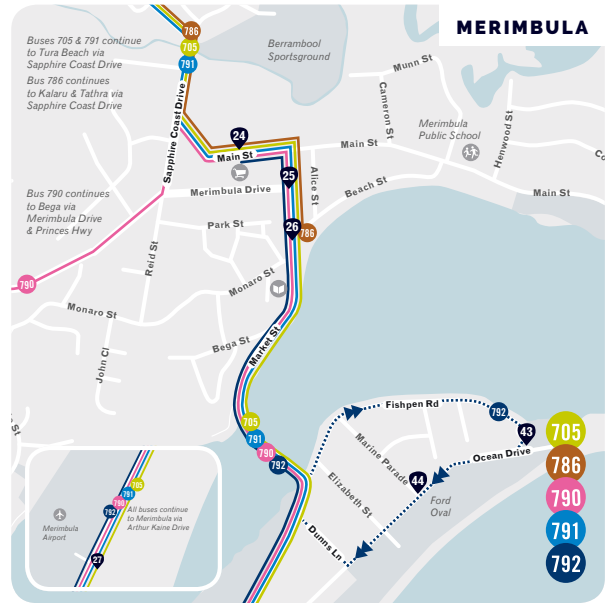 MERIMBULA
Buses 705 & 791 continue
to Tura Beach via
Sapphire Coast Drive
Bus 786 continues
to Kalaru & Tathra via
Sapphire Coast Drive
786
705
791
Berrambool
Sportsground
Munn St
Cameron St
Merimbula
Public School
Henwood St
Sapphire Coast Drive
24
Main St
Main St
Alice St
Beach St
Main St
Co
25
Merimbula Drive
Bus 790 continues
to Bega via
Merimbula Drive
& Princes Hwy
Park St
26
786
Reid St
790
Monaro St
Monaro St
Market St
Bega St
John Cl
St
705
791
790
792
Fishpen Rd
792
43
Ocean Drive
Marine Parade
44
Elizabeth St
Ford
Oval
Dunns Ln
705
791
790
792
All buses continue
to Merimbula via
Arthur Kaine Drive
Merimbula
Airport
27
705
786
790
791
792